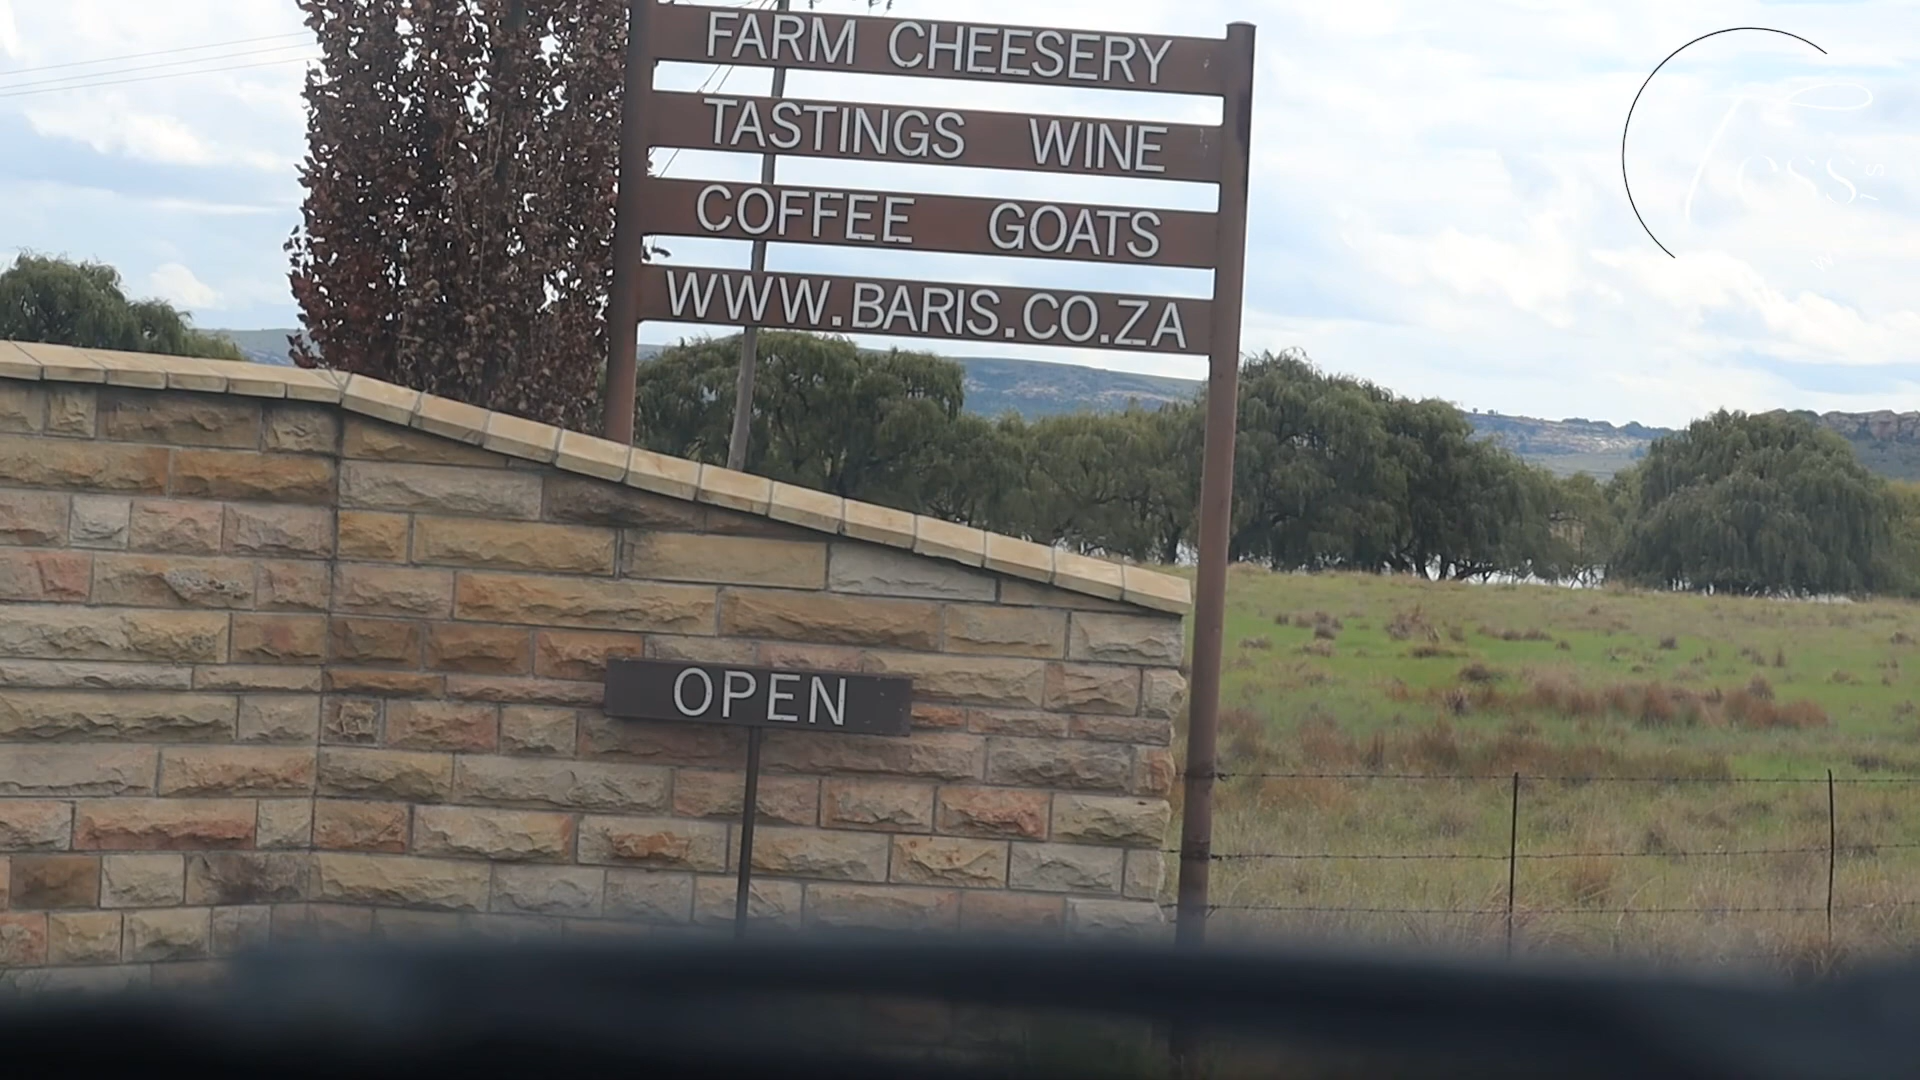 FARM CHEESERY
TASTINGS WINE
COFFEE GOATS
WWW.BARIS.CO.ZA
OPEN